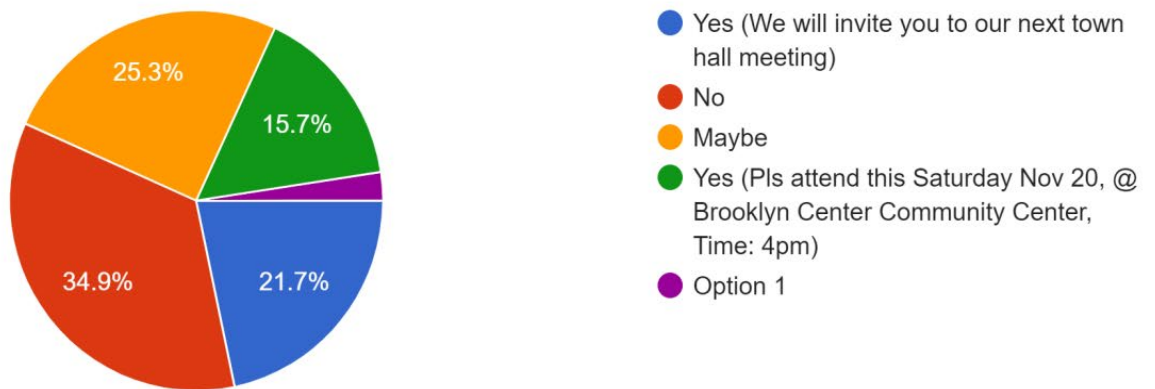 25.3%
15.7%
34.9%
21.7%
Yes (We will invite you to our next town
hall meeting)
No
Maybe
Yes (Pls attend this Saturday Nov 20, @
Brooklyn Center Community Center,
Time: 4pm)
Option 1